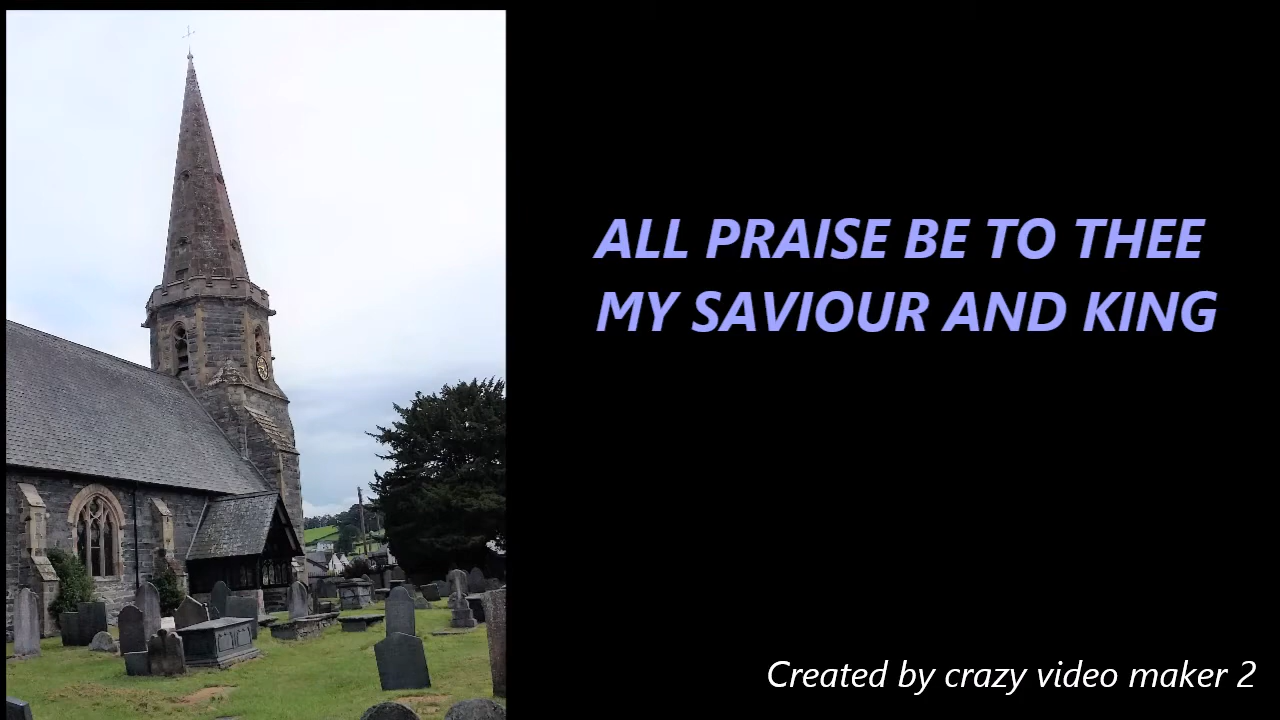 ALL PRAISE BE TO THEE
MY SAVIOUR AND KING
Created by crazy video maker 2